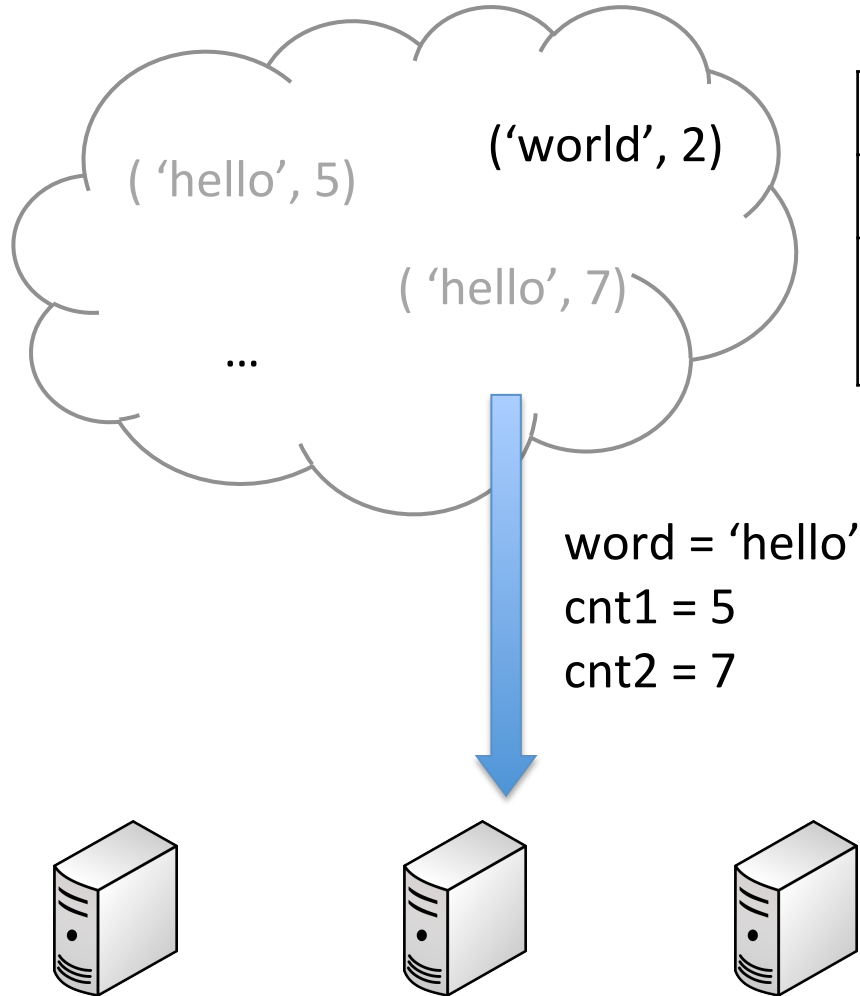 (‘world’, 2)
( ‘hello’, 5)
( ‘hello’, 7)
...
word = ‘hello’
cnt1 = 5
cnt2 = 7